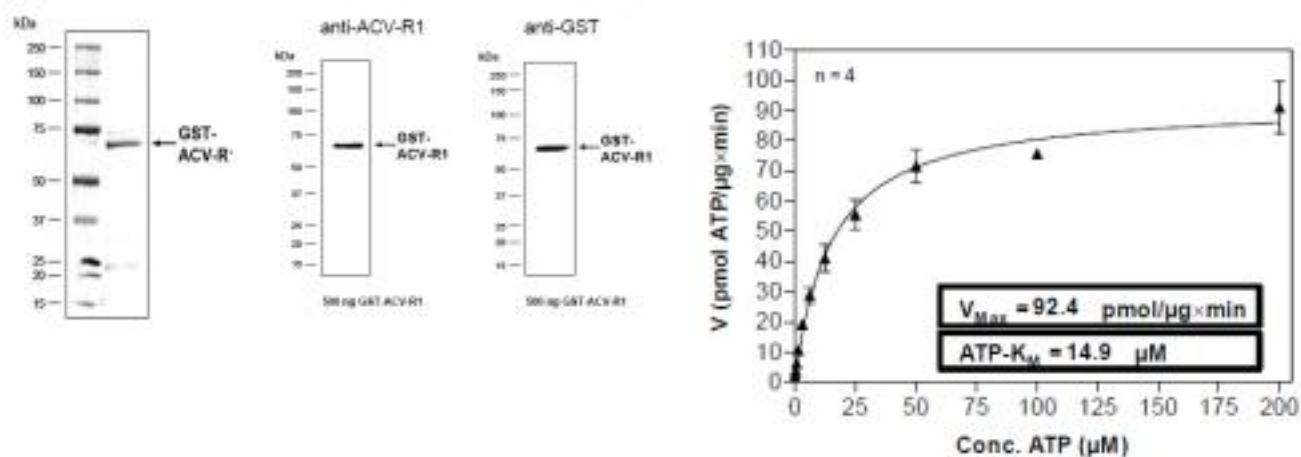 kDa
250
150
100
75
50
37
25
20
15
GST-
ACV-R
anti-ACV-R1
kDa
GST-
ACV-R1
500 ng GST-ACV-R1
anti-GST
kDa
GST-
ACV-R1
500 ng GST-ACV-R1
V (pmol ATP/µg×min)
110
100
90
80
70
60
50
40
30
20
10
0
n = 4
V Max = 92.4 pmol/µg×min
ATP-K M = 14.9 µM
0 25 50 75 100 125 150 175 200
Conc. ATP (µM)